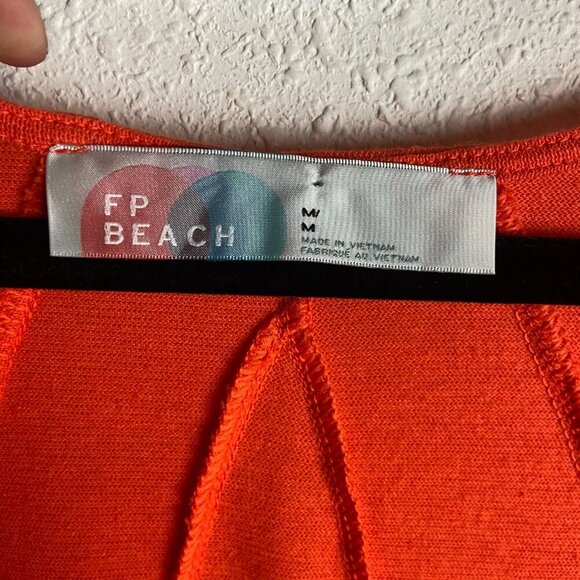 FP
BEACH
M/
M
MADE IN VIETNAM
FABRIQUÉ AU VIETNAM